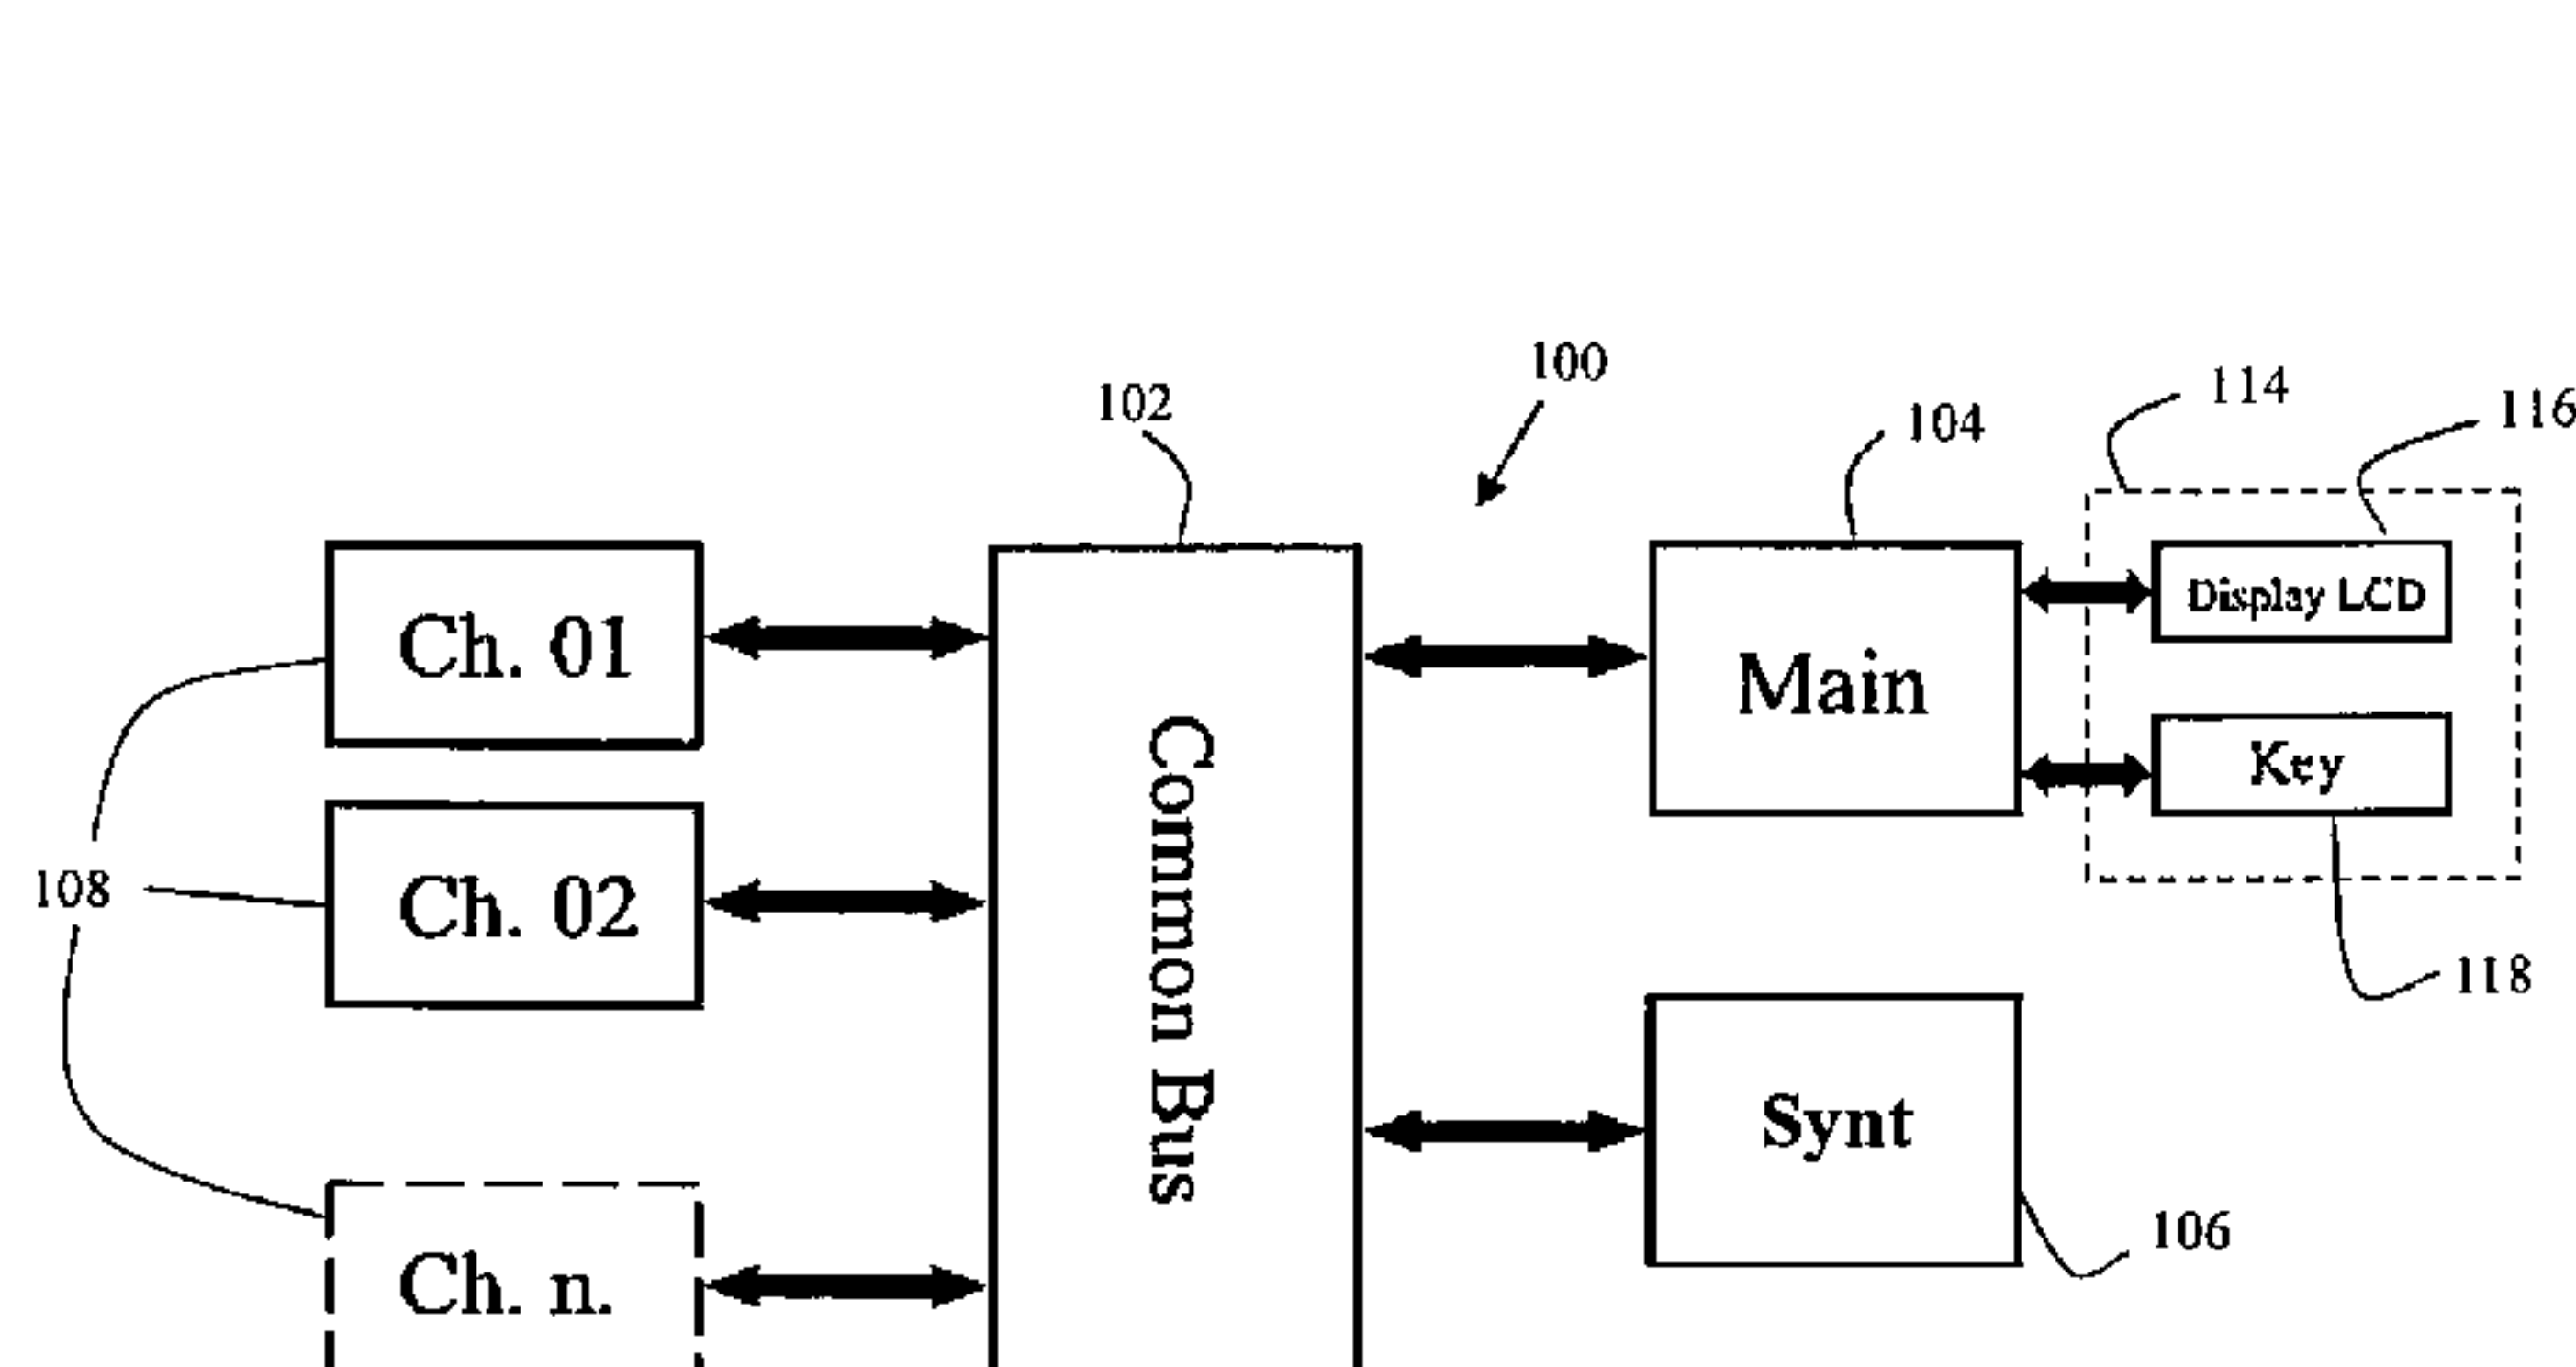 100
102
104
114
116
Ch. 01
Display LCD
Main
Key
Common Bus
108
Ch. 02
118
Synt
106
Ch. n.